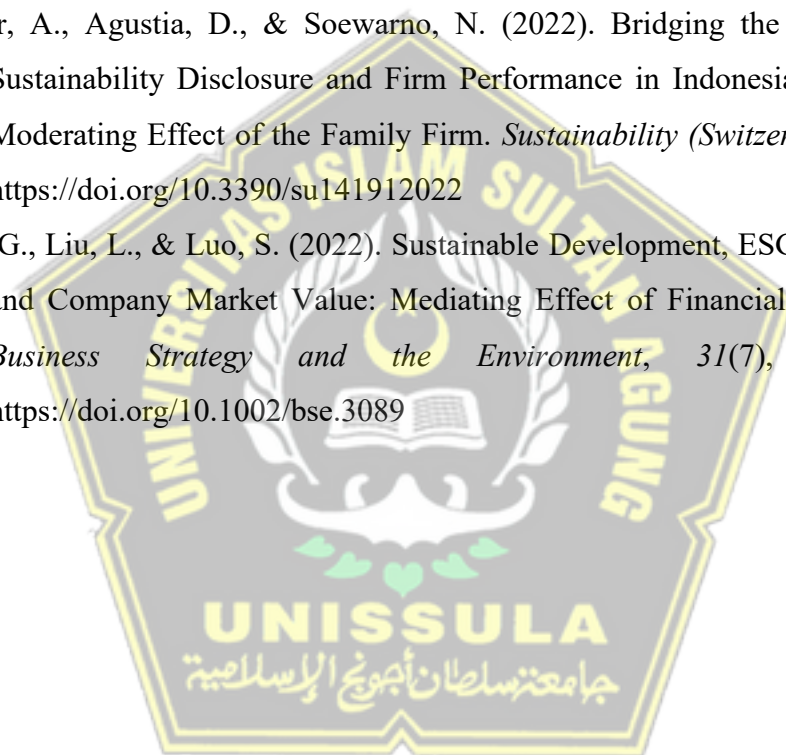 r, A., Agustia, D., & Soewarno, N. (2022). Bridging the
Sustainability Disclosure and Firm Performance in Indonesia
Moderating Effect of the Family Firm. Sustainability (Switzer
https://doi.org/10.3390/su141912022
G., Liu, L., & Luo, S. (2022). Sustainable Development, ESG
and Company Market Value: Mediating Effect of Financial
Business Strategy and the Environment, 31(7),
https://doi.org/10.1002/bse.3089
UNIVERSITAS ISLAM SULTAN AGUNG
UNISSULA
جامعة سلطان أجونج الإسلامية